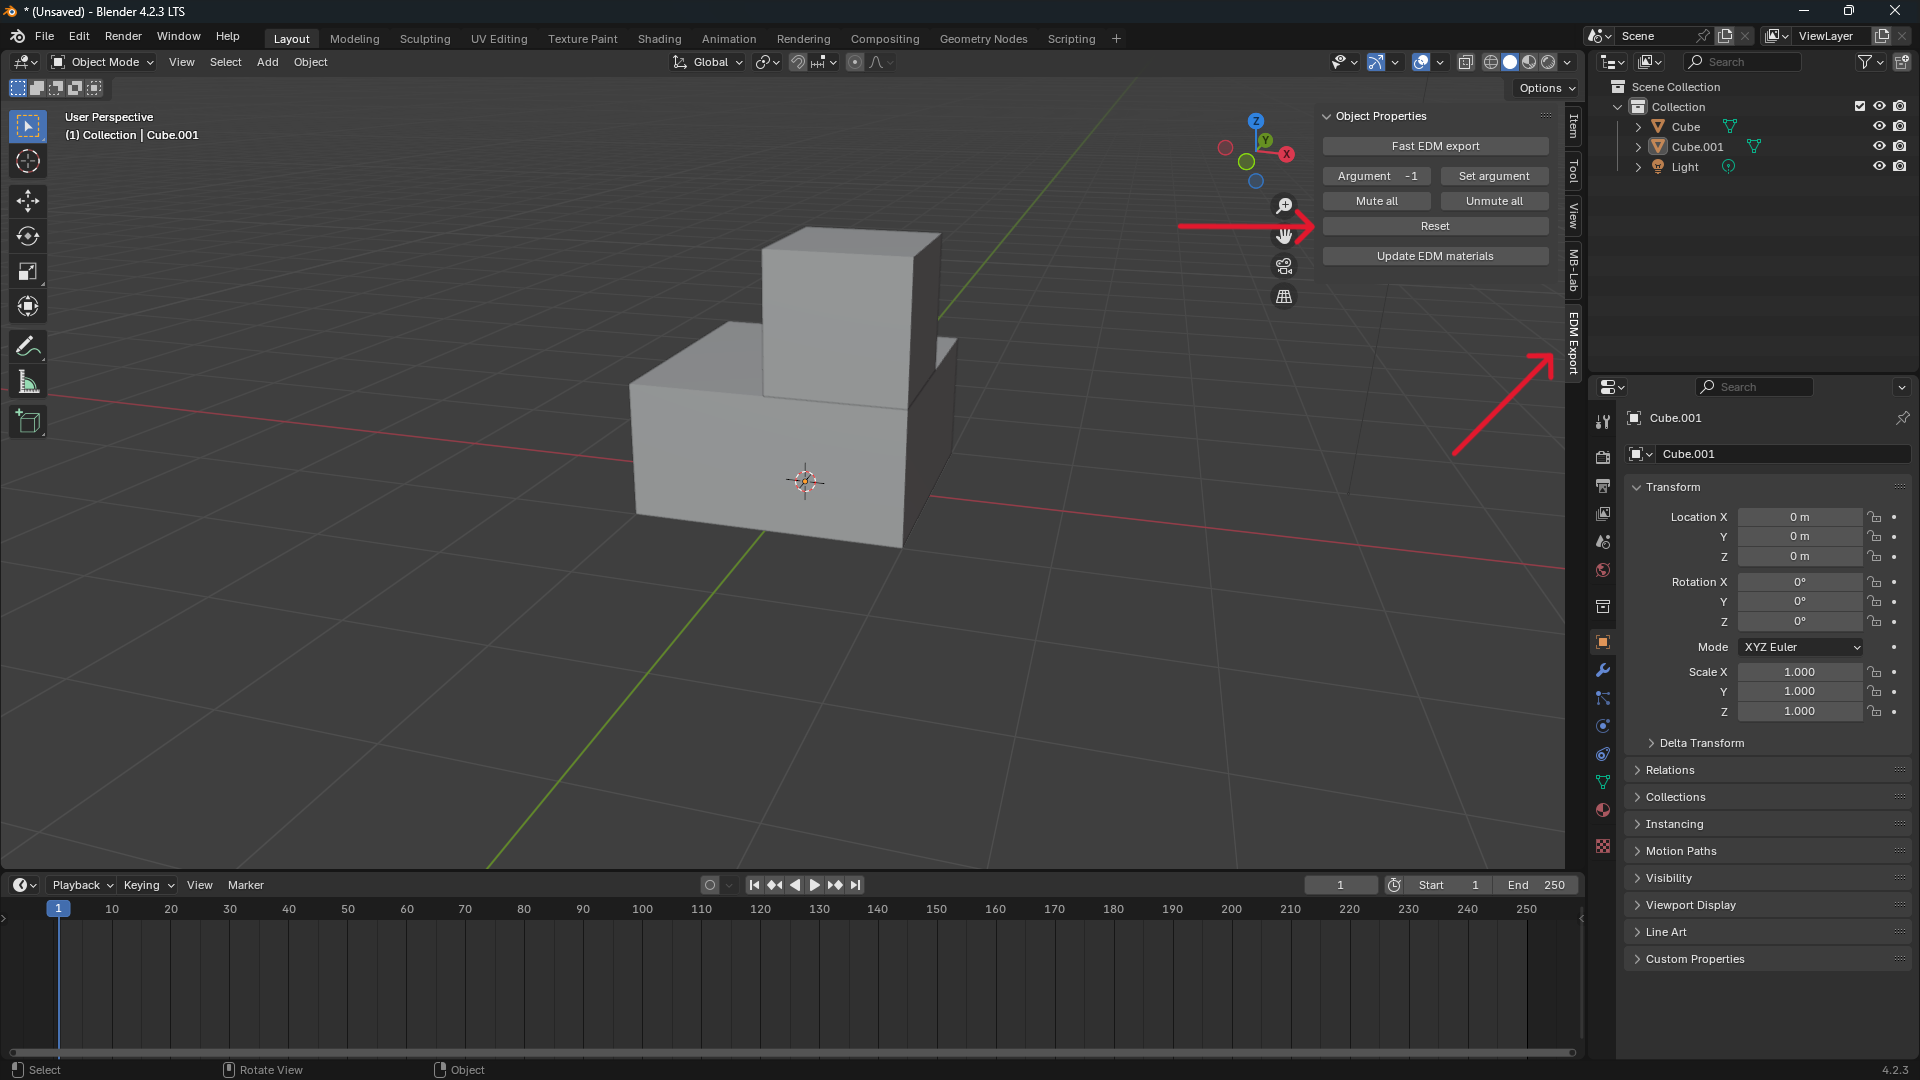 * (Unsaved) - Blender 4.2.3 LTS
File Edit Render Window Help Layout Modeling Sculpting UV Editing Texture Paint Shading Animation Rendering Compositing Geometry Nodes Scripting + Scene ViewLayer
Object Mode View Select Add Object Global Search
Options
User Perspective
(1) Collection | Cube.001
Z
Y
X
Object Properties
Fast EDM export
Argument -1 Set argument
Mute all Unmute all
Reset
Update EDM materials
Item
Tool
View
MB-Lab
EDM Export
Scene Collection
Collection
Cube
Cube.001
Light
Search
Cube.001
Cube.001
Transform
Location X 0 m
Y 0 m
Z 0 m
Rotation X 0°
Y 0°
Z 0°
Mode XYZ Euler
Scale X 1.000
Y 1.000
Z 1.000
Delta Transform
Relations
Collections
Instancing
Motion Paths
Visibility
Viewport Display
Line Art
Custom Properties
Playback Keying View Marker 1 Start 1 End 250
1 10 20 30 40 50 60 70 80 90 100 110 120 130 140 150 160 170 180 190 200 210 220 230 240 250
Select Rotate View Object 4.2.3